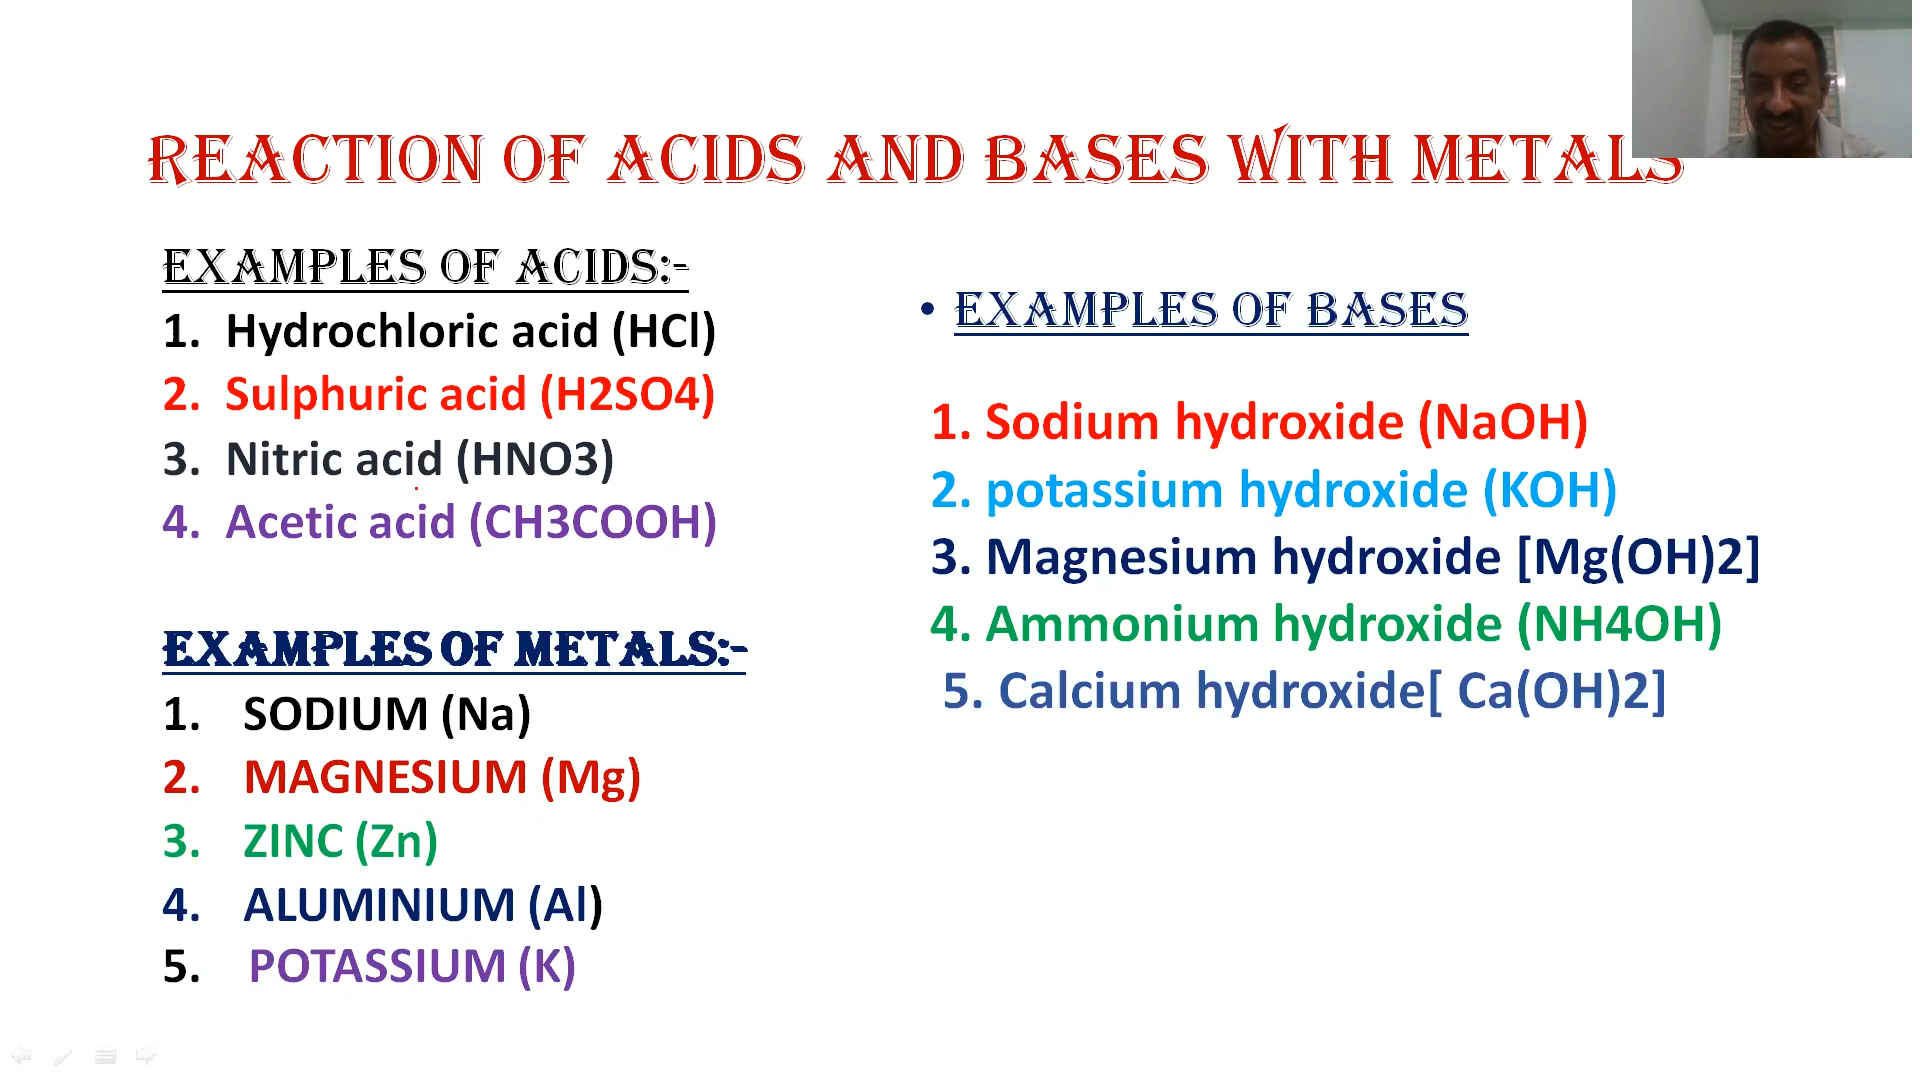 REACTION OF ACIDS AND BASES WITH METALS
EXAMPLES OF ACIDS:-
1. Hydrochloric acid (HCl)
2. Sulphuric acid (H2SO4)
3. Nitric acid (HNO3)
4. Acetic acid (CH3COOH)
EXAMPLES OF METALS:-
1. SODIUM (Na)
2. MAGNESIUM (Mg)
3. ZINC (Zn)
4. ALUMINIUM (Al)
5. POTASSIUM (K)
• EXAMPLES OF BASES
1. Sodium hydroxide (NaOH)
2. potassium hydroxide (KOH)
3. Magnesium hydroxide [Mg(OH)2]
4. Ammonium hydroxide (NH4OH)
5. Calcium hydroxide[ Ca(OH)2]